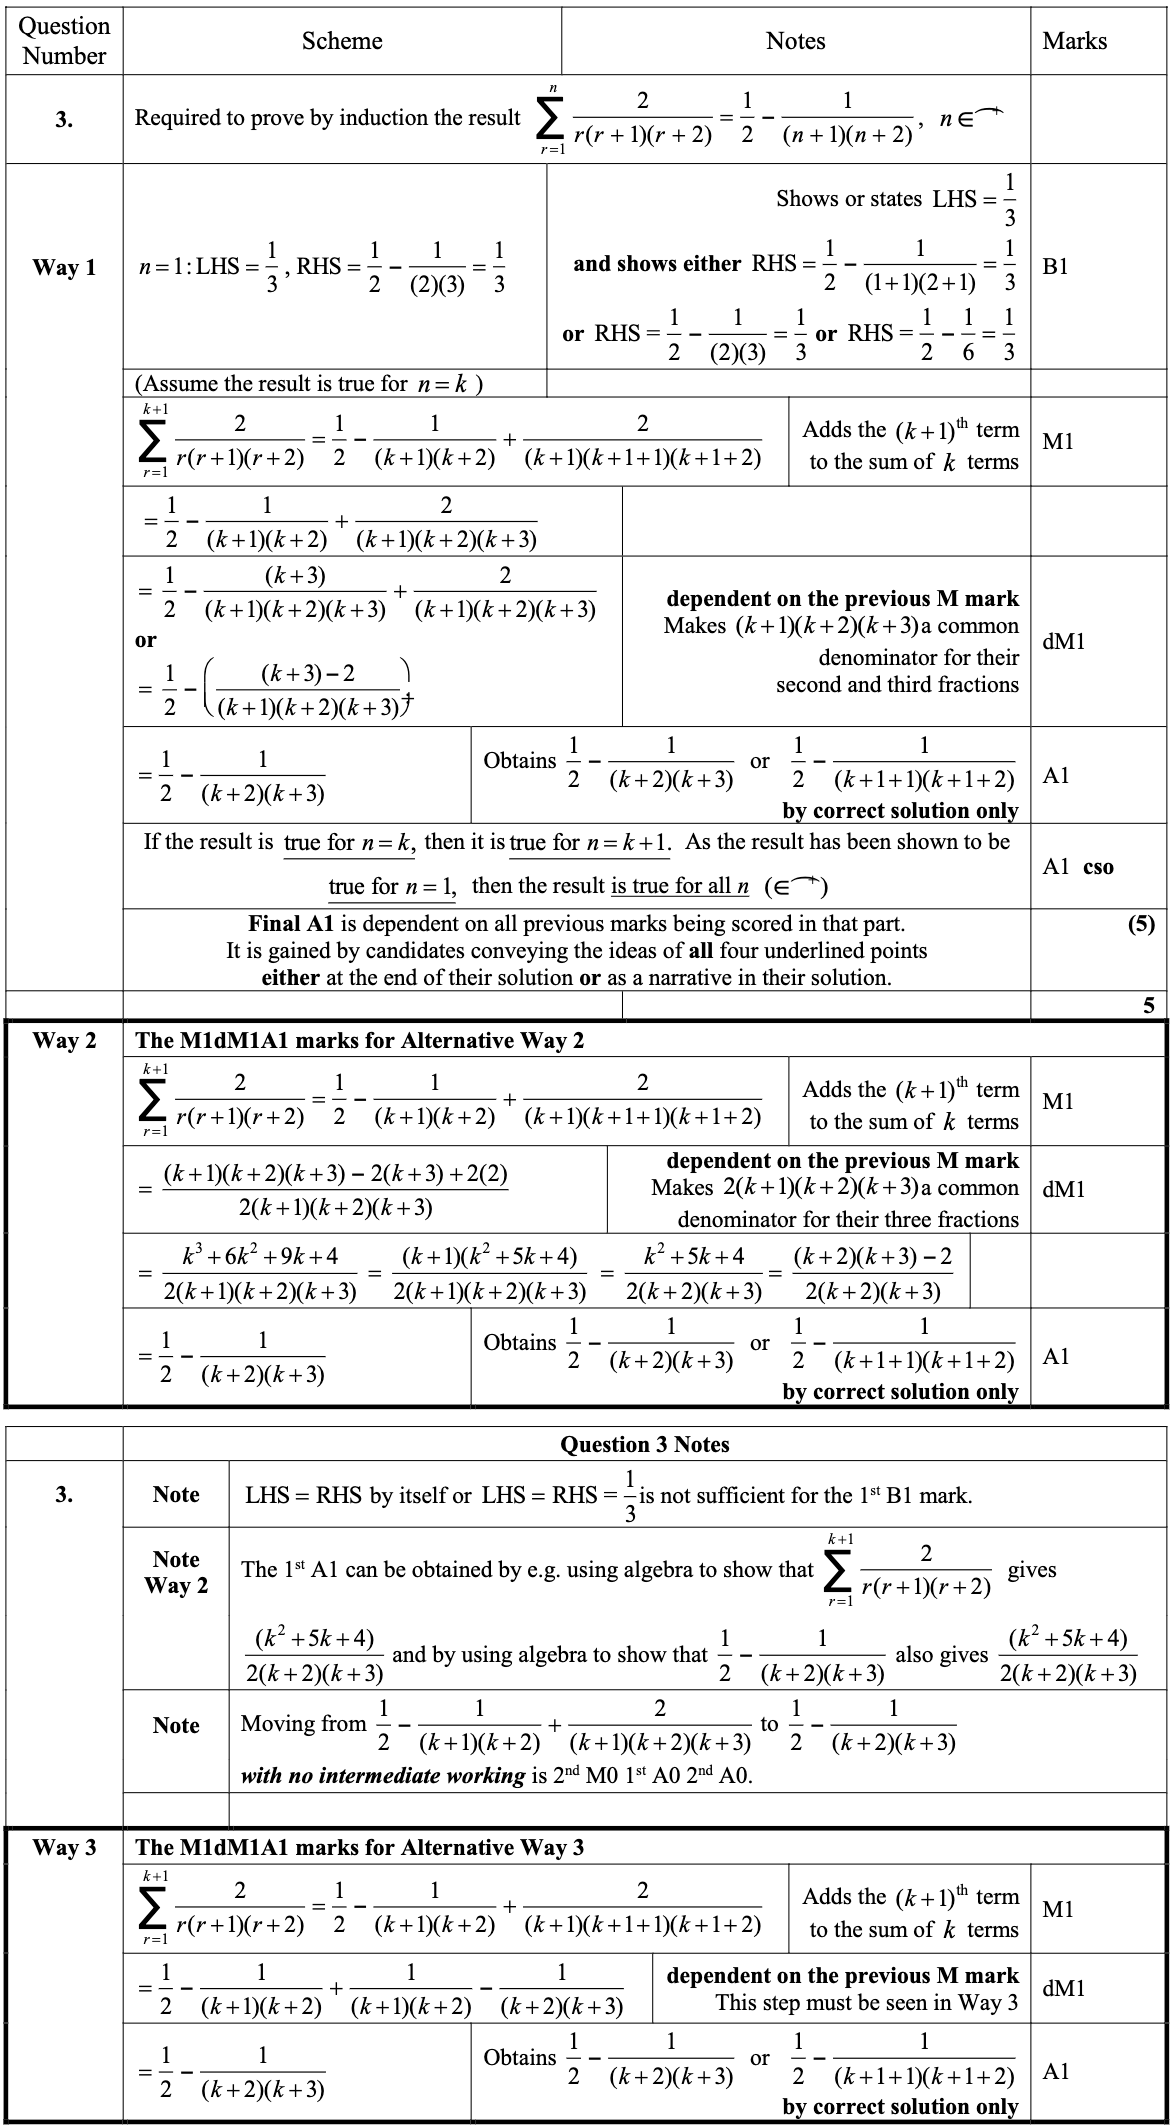 Question Number Scheme Notes Marks
3. Required to prove by induction the result $\sum_{r=1}^{n} \frac{2}{r(r+1)(r+2)} = \frac{1}{2} - \frac{1}{(n+1)(n+2)}$, $n \in$
Way 1 $n = 1$: LHS $= \frac{1}{3}$, RHS $= \frac{1}{2} - \frac{1}{(2)(3)} = \frac{1}{3}$
Shows or states LHS $= \frac{1}{3}$
and shows either RHS $= \frac{1}{2} - \frac{1}{(1+1)(2+1)} = \frac{1}{3}$ B1
or RHS $= \frac{1}{2} - \frac{1}{(2)(3)} = \frac{1}{3}$ or RHS $= \frac{1}{2} - \frac{1}{6} = \frac{1}{3}$
(Assume the result is true for $n = k$ )
$\sum_{r=1}^{k+1} \frac{2}{r(r+1)(r+2)} = \frac{1}{2} - \frac{1}{(k+1)(k+2)} + \frac{2}{(k+1)(k+1+1)(k+1+2)}$
Adds the $(k+1)^{\text{th}}$ term
to the sum of $k$ terms
M1
$= \frac{1}{2} - \frac{1}{(k+1)(k+2)} + \frac{2}{(k+1)(k+2)(k+3)}$
$= \frac{1}{2} - \frac{(k+3)}{(k+1)(k+2)(k+3)} + \frac{2}{(k+1)(k+2)(k+3)}$
or
$= \frac{1}{2} - \left( \frac{(k+3)-2}{(k+1)(k+2)(k+3)} \right)$
dependent on the previous M mark
Makes $(k+1)(k+2)(k+3)$ a common
denominator for their
second and third fractions
dM1
$= \frac{1}{2} - \frac{1}{(k+2)(k+3)}$
Obtains $\frac{1}{2} - \frac{1}{(k+2)(k+3)}$ or $\frac{1}{2} - \frac{1}{(k+1+1)(k+1+2)}$
by correct solution only
A1
If the result is true for $n = k$, then it is true for $n = k+1$. As the result has been shown to be
true for $n = 1$, then the result is true for all $n$ ($\in$ )
A1 cso
Final A1 is dependent on all previous marks being scored in that part.
It is gained by candidates conveying the ideas of all four underlined points
either at the end of their solution or as a narrative in their solution.
(5)
5
Way 2 The M1dM1A1 marks for Alternative Way 2
$\sum_{r=1}^{k+1} \frac{2}{r(r+1)(r+2)} = \frac{1}{2} - \frac{1}{(k+1)(k+2)} + \frac{2}{(k+1)(k+1+1)(k+1+2)}$
Adds the $(k+1)^{\text{th}}$ term
to the sum of $k$ terms
M1
$= \frac{(k+1)(k+2)(k+3) - 2(k+3) + 2(2)}{2(k+1)(k+2)(k+3)}$
dependent on the previous M mark
Makes $2(k+1)(k+2)(k+3)$ a common
denominator for their three fractions
dM1
$= \frac{k^3 + 6k^2 + 9k + 4}{2(k+1)(k+2)(k+3)} = \frac{(k+1)(k^2+5k+4)}{2(k+1)(k+2)(k+3)} = \frac{k^2+5k+4}{2(k+2)(k+3)} = \frac{(k+2)(k+3)-2}{2(k+2)(k+3)}$
$= \frac{1}{2} - \frac{1}{(k+2)(k+3)}$
Obtains $\frac{1}{2} - \frac{1}{(k+2)(k+3)}$ or $\frac{1}{2} - \frac{1}{(k+1+1)(k+1+2)}$
by correct solution only
A1
Question 3 Notes
3. Note LHS = RHS by itself or LHS = RHS $= \frac{1}{3}$ is not sufficient for the 1st B1 mark.
Note
Way 2
The 1st A1 can be obtained by e.g. using algebra to show that $\sum_{r=1}^{k+1} \frac{2}{r(r+1)(r+2)}$ gives
$\frac{(k^2+5k+4)}{2(k+2)(k+3)}$ and by using algebra to show that $\frac{1}{2} - \frac{1}{(k+2)(k+3)}$ also gives $\frac{(k^2+5k+4)}{2(k+2)(k+3)}$
Note Moving from $\frac{1}{2} - \frac{1}{(k+1)(k+2)} + \frac{2}{(k+1)(k+2)(k+3)}$ to $\frac{1}{2} - \frac{1}{(k+2)(k+3)}$
with no intermediate working is 2nd M0 1st A0 2nd A0.
Way 3 The M1dM1A1 marks for Alternative Way 3
$\sum_{r=1}^{k+1} \frac{2}{r(r+1)(r+2)} = \frac{1}{2} - \frac{1}{(k+1)(k+2)} + \frac{2}{(k+1)(k+1+1)(k+1+2)}$
Adds the $(k+1)^{\text{th}}$ term
to the sum of $k$ terms
M1
$= \frac{1}{2} - \frac{1}{(k+1)(k+2)} + \frac{1}{(k+1)(k+2)} - \frac{1}{(k+2)(k+3)}$
dependent on the previous M mark
This step must be seen in Way 3
dM1
$= \frac{1}{2} - \frac{1}{(k+2)(k+3)}$
Obtains $\frac{1}{2} - \frac{1}{(k+2)(k+3)}$ or $\frac{1}{2} - \frac{1}{(k+1+1)(k+1+2)}$
by correct solution only
A1